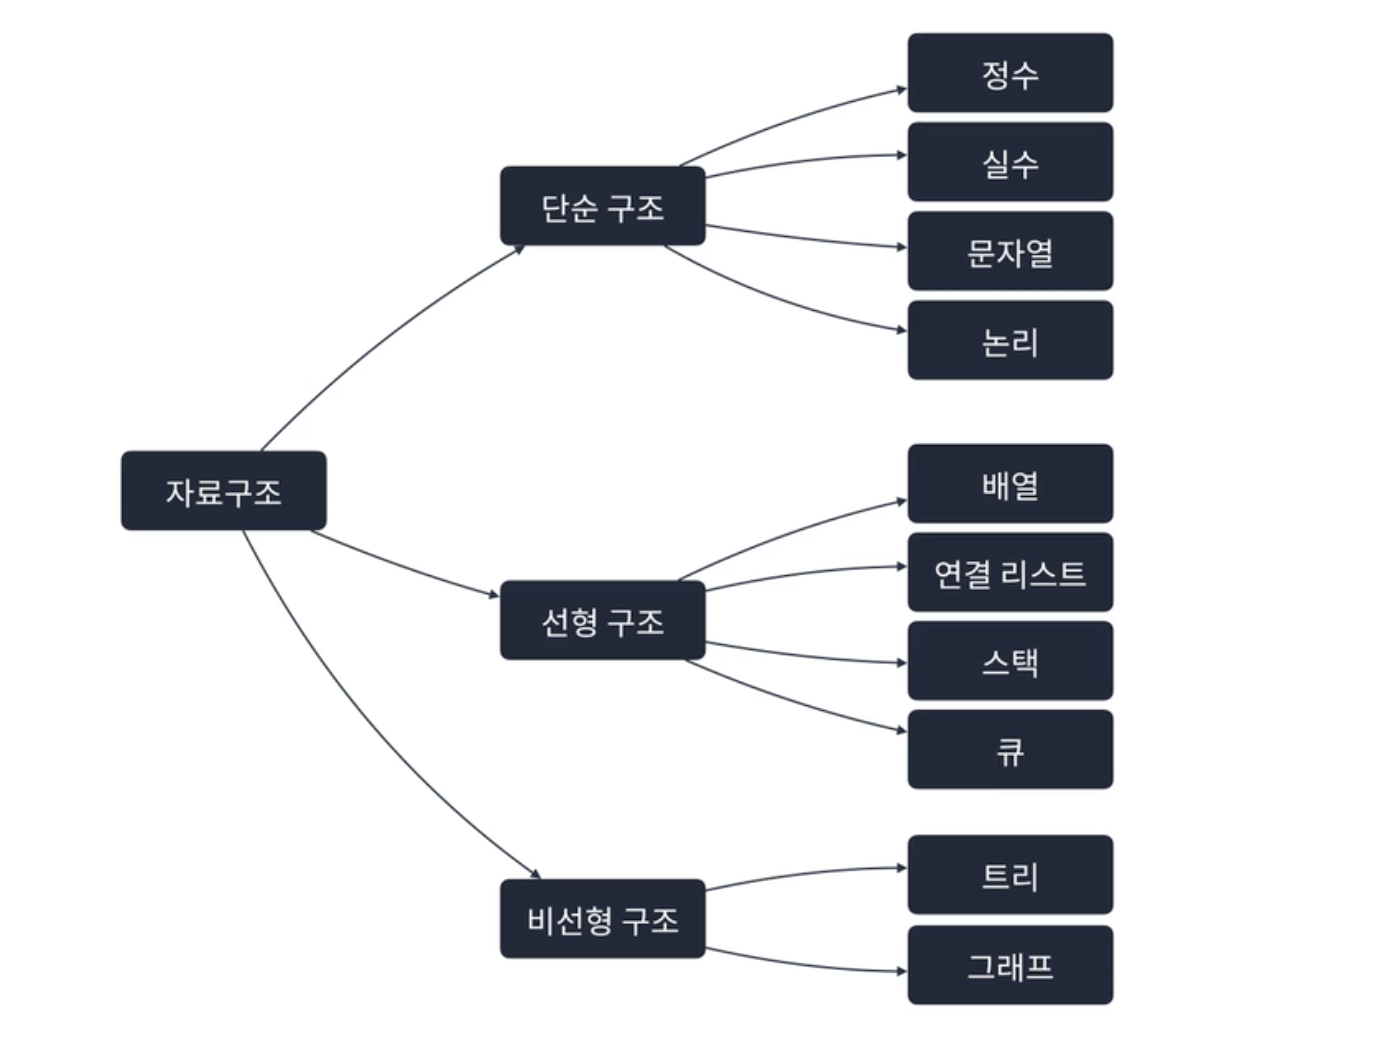 자료구조
단순 구조
정수
실수
문자열
논리
선형 구조
배열
연결 리스트
스택
큐
비선형 구조
트리
그래프